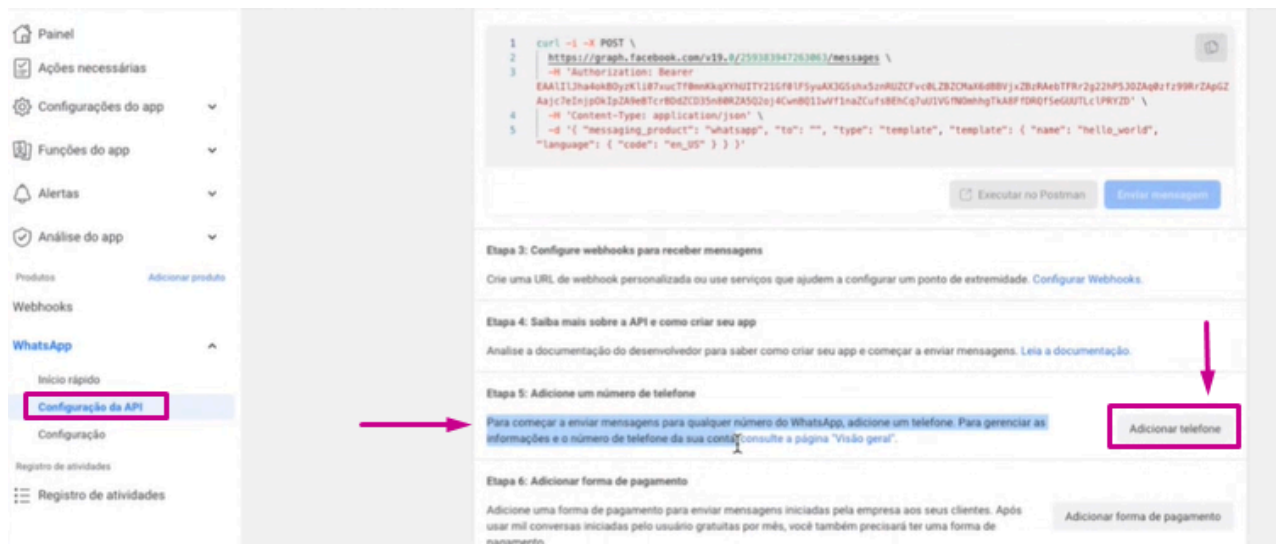 Painel
Ações necessárias
Configurações do app
Funções do app
Alertas
Análise do app
Produtos Adicionar produto
Webhooks
WhatsApp
Início rápido
Configuração da API
Configuração
Registro de atividades
Registro de atividades
1 curl -i -X POST \
2 https://graph.facebook.com/v19.0/259383947263063/messages \
3 -H 'Authorization: Bearer
4 -H 'Content-Type: application/json' \
5 -d '{ "messaging_product": "whatsapp", "to": "", "type": "template", "template": { "name": "hello_world",
"language": { "code": "en_US" } } }'
Executar no Postman Enviar mensagem
Etapa 3: Configure webhooks para receber mensagens
Crie uma URL de webhook personalizada ou use serviços que ajudem a configurar um ponto de extremidade. Configurar Webhooks.
Etapa 4: Saiba mais sobre a API e como criar seu app
Analise a documentação do desenvolvedor para saber como criar seu app e começar a enviar mensagens. Leia a documentação.
Etapa 5: Adicione um número de telefone
Para começar a enviar mensagens para qualquer número do WhatsApp, adicione um telefone. Para gerenciar as
informações e o número de telefone da sua conta, consulte a página "Visão geral".
Adicionar telefone
Etapa 6: Adicionar forma de pagamento
Adicione uma forma de pagamento para enviar mensagens iniciadas pela empresa aos seus clientes. Após
usar mil conversas iniciadas pelo usuário gratuitas por mês, você também precisará ter uma forma de
pagamento.
Adicionar forma de pagamento